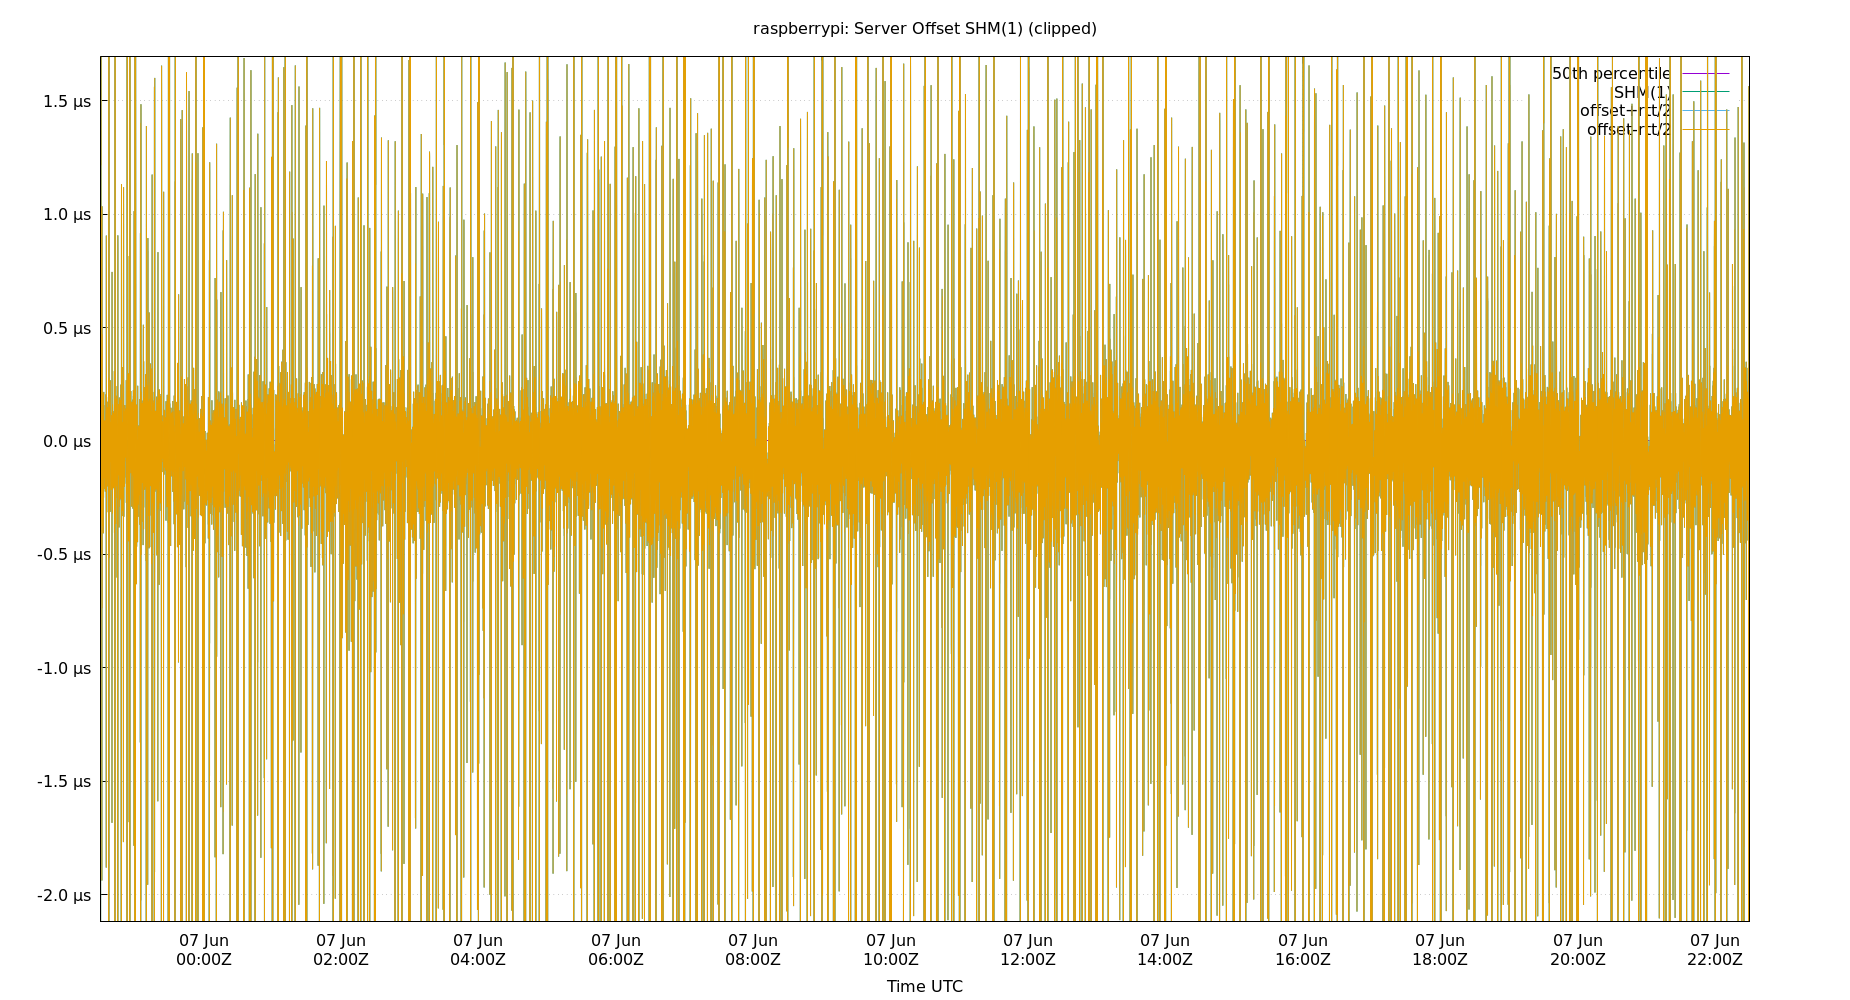 raspberrypi: Server Offset SHM(1) (clipped)
50th percentile
SHM(1)
offset+rtt/2
offset-rtt/2
1.5 µs
1.0 µs
0.5 µs
0.0 µs
-0.5 µs
-1.0 µs
-1.5 µs
-2.0 µs
07 Jun 07 Jun 07 Jun 07 Jun 07 Jun 07 Jun 07 Jun 07 Jun 07 Jun 07 Jun 07 Jun 07 Jun
00:00Z 02:00Z 04:00Z 06:00Z 08:00Z 10:00Z 12:00Z 14:00Z 16:00Z 18:00Z 20:00Z 22:00Z
Time UTC